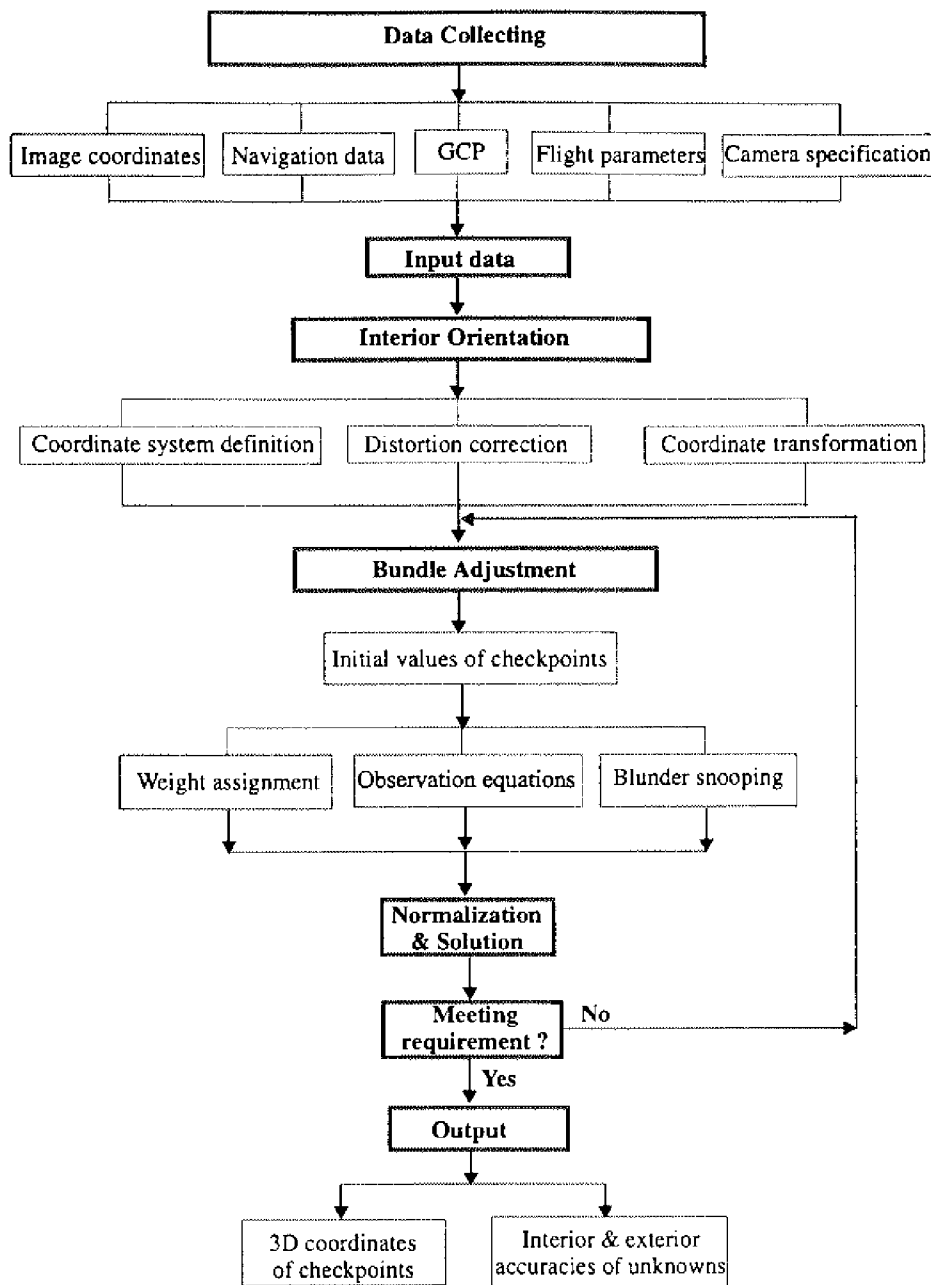 Data Collecting
Image coordinates
Navigation data
GCP
Flight parameters
Camera specification
Input data
Interior Orientation
Coordinate system definition
Distortion correction
Coordinate transformation
Bundle Adjustment
Initial values of checkpoints
Weight assignment
Observation equations
Blunder snooping
Normalization
& Solution
Meeting
requirement ?
No
Yes
Output
3D coordinates
of checkpoints
Interior & exterior
accuracies of unknowns